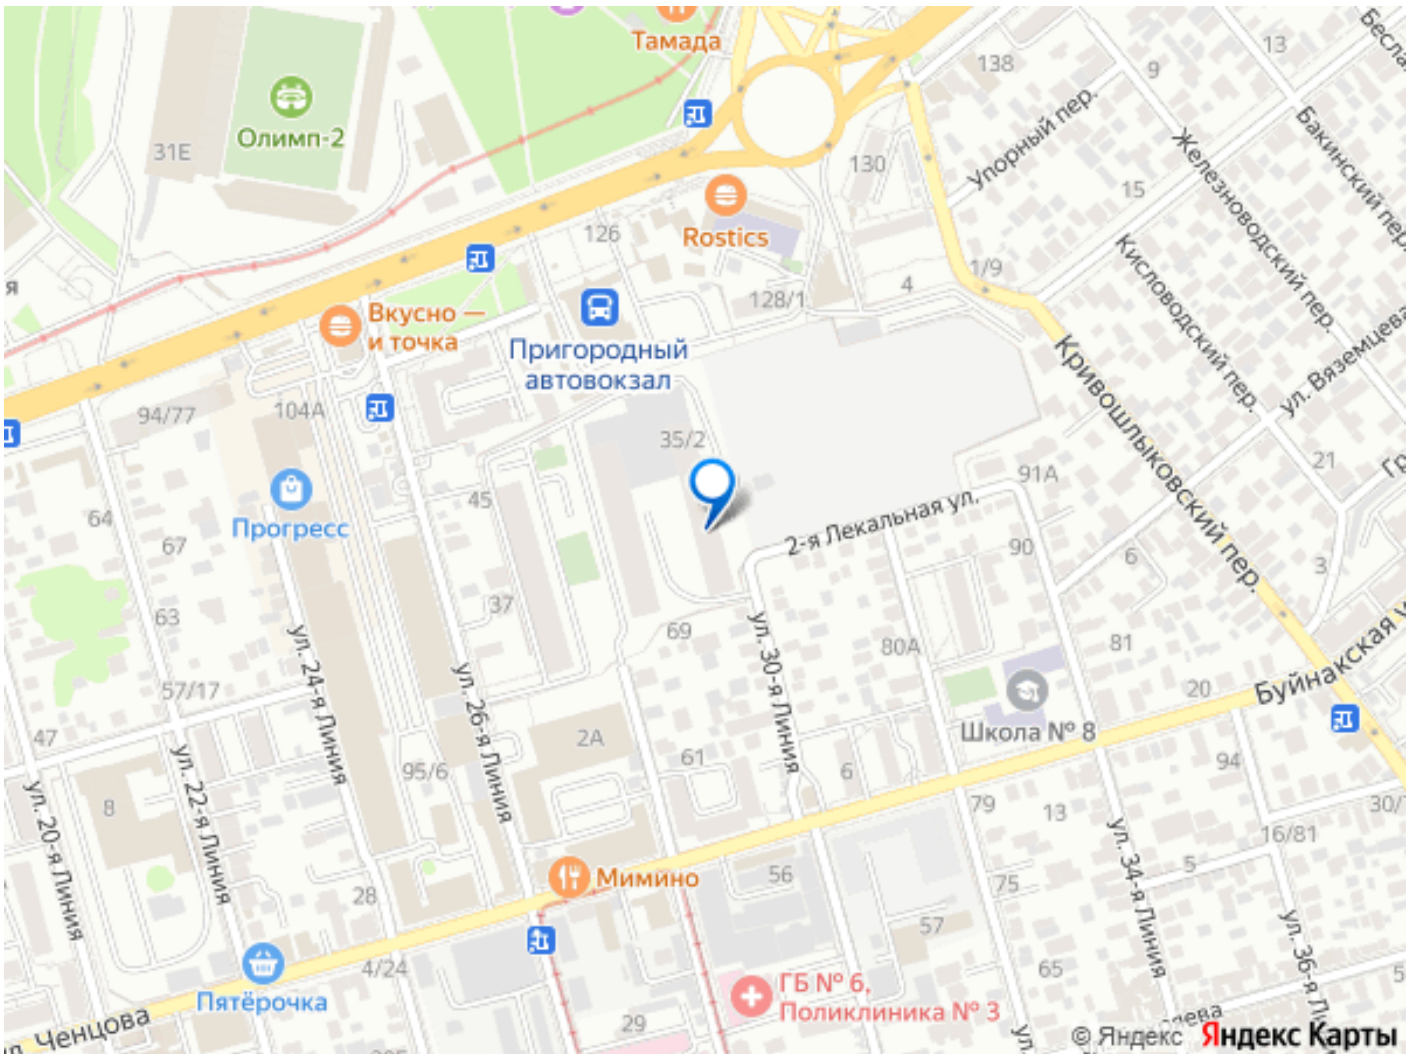 Тамада
Бесла
13
138
9
Олимп-2
31Е
Упорный пер.
Бакинский пер.
130
Железноводский пер.
15
Rostics
126
Кисловодский пер.
1/9
я
4
128/1
Вкусно —
и точка
Пригородный
автовокзал
Кривошлыковский пер.
ул. Вяземцева
94/77
104А
35/2
21
Гр
91А
45
Прогресс
64
67
2-я Лекальная ул.
90
6
3
37
63
69
ул. 24-я Линия
ул. 26-я Линия
ул. 30-я Линия
80А
81
57/17
20
Буйнакская у
Школа № 8
47
2А
61
6
95/6
94
ул. 20-я Линия
ул. 22-я Линия
8
79
13
30/
16/81
ул. 34-я Линия
5
Мимино
56
75
28
57
ул. 36-я Ли
4/24
65
5
Пятёрочка
ГБ № 6,
Поликлиника № 3
29
л. Ченцова
ул.
лева
© Яндекс Яндекс Карты